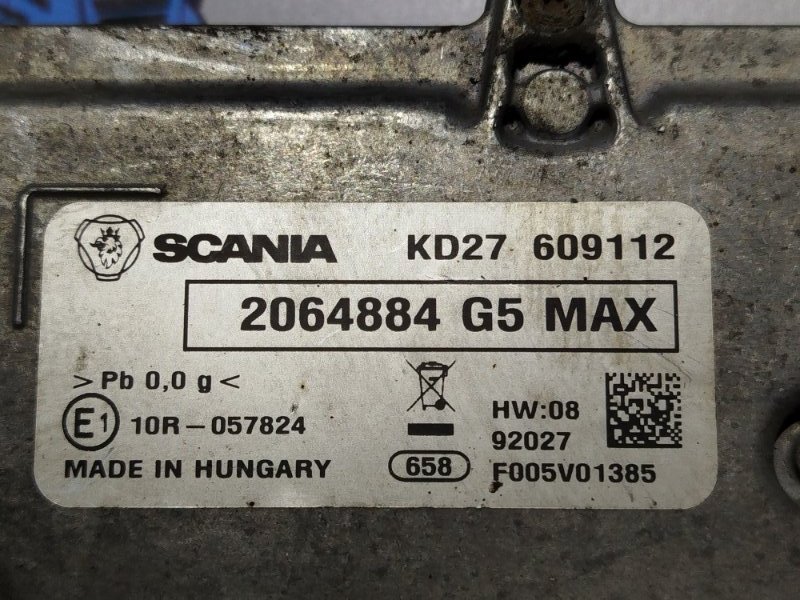 SCANIA KD27 609112
2064884 G5 MAX
>Pb 0,0 g<
E1 10R-057824
HW:08
92027
MADE IN HUNGARY 658 F005V01385